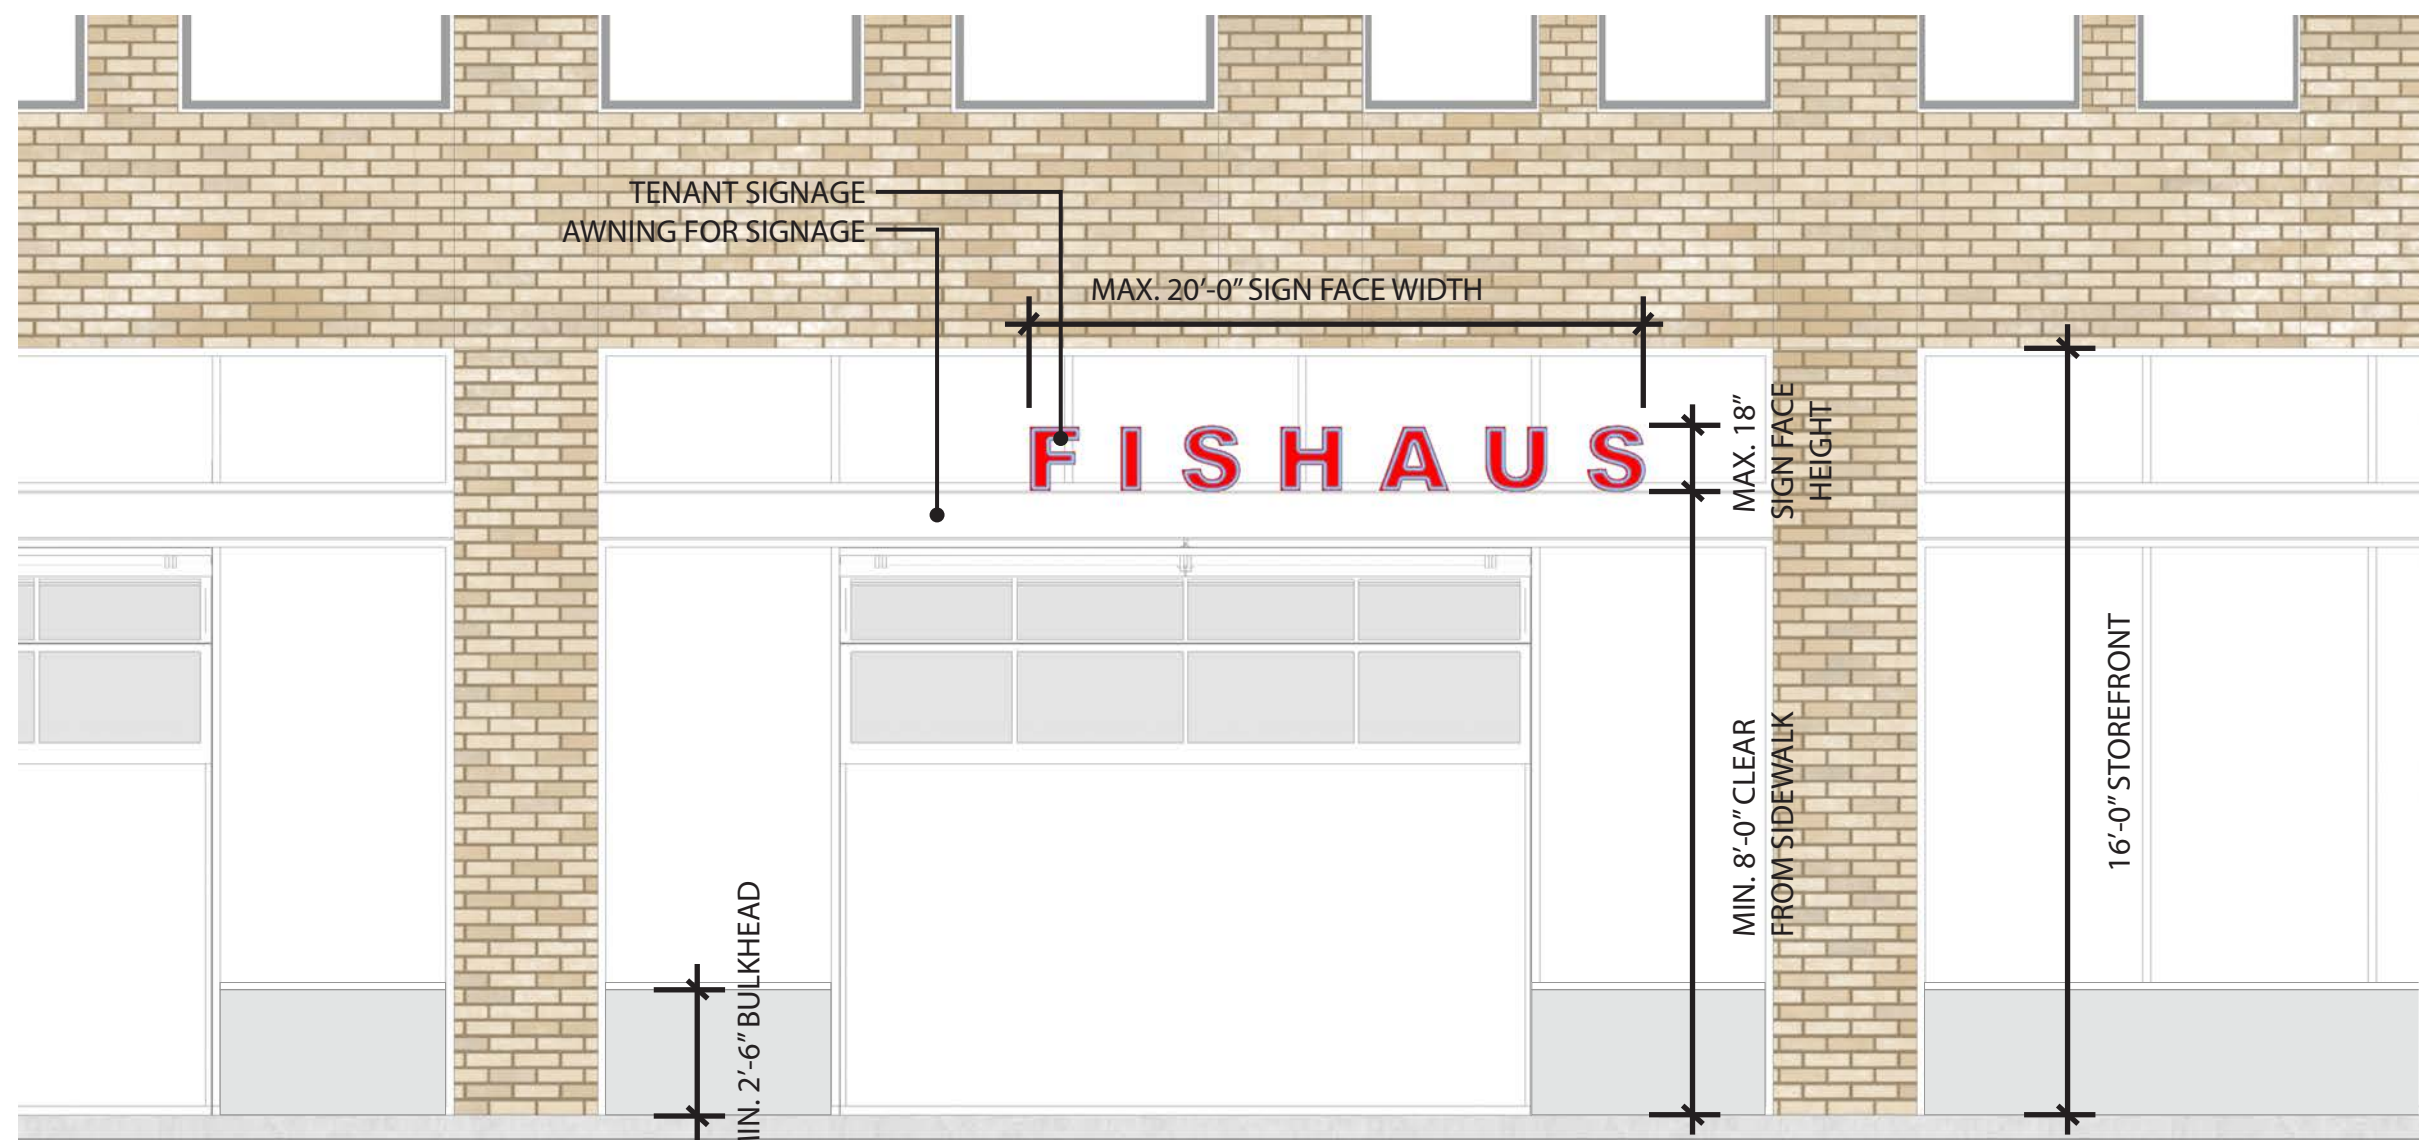 TENANT SIGNAGE
AWNING FOR SIGNAGE
MAX. 20'-0" SIGN FACE WIDTH
FISHAUS
MAX. 18"
SIGN FACE
HEIGHT
MIN. 8'-0" CLEAR
FROM SIDEWALK
16'-0" STOREFRONT
MIN. 2'-6" BULKHEAD